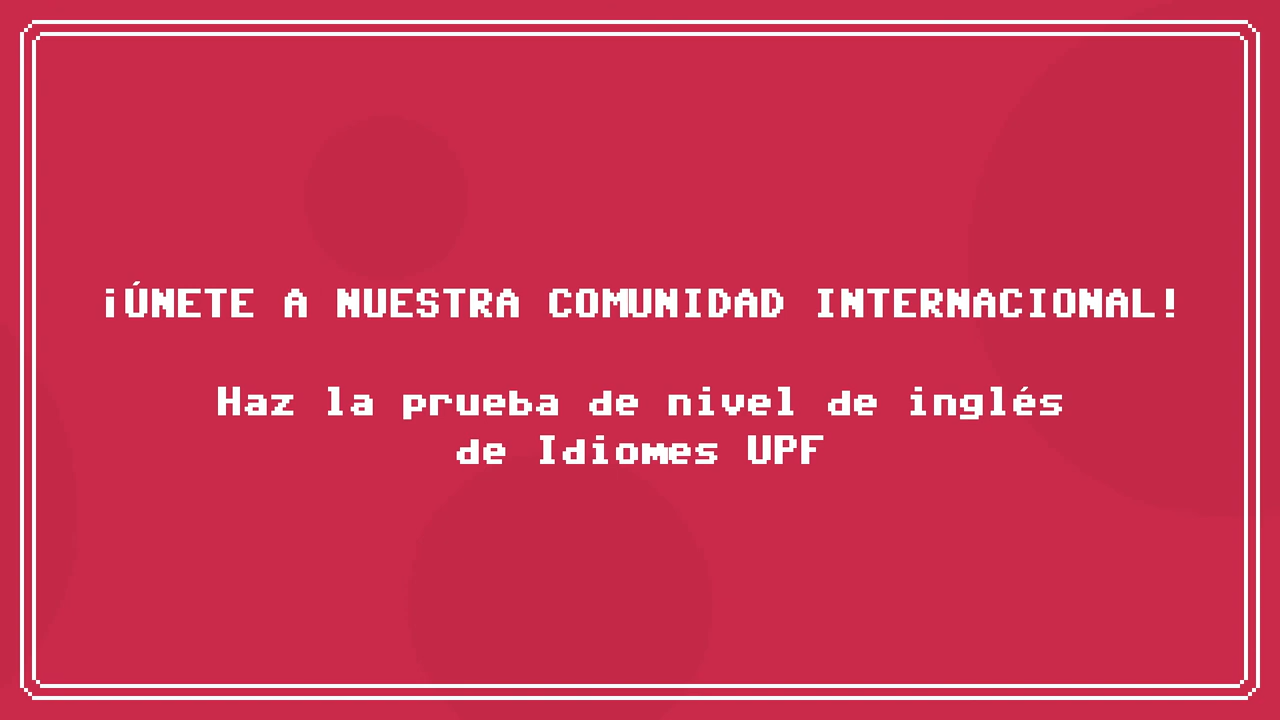 ¡ÚNETE A NUESTRA COMUNIDAD INTERNACIONAL!
Haz la prueba de nivel de inglés
de Idiomes UPF